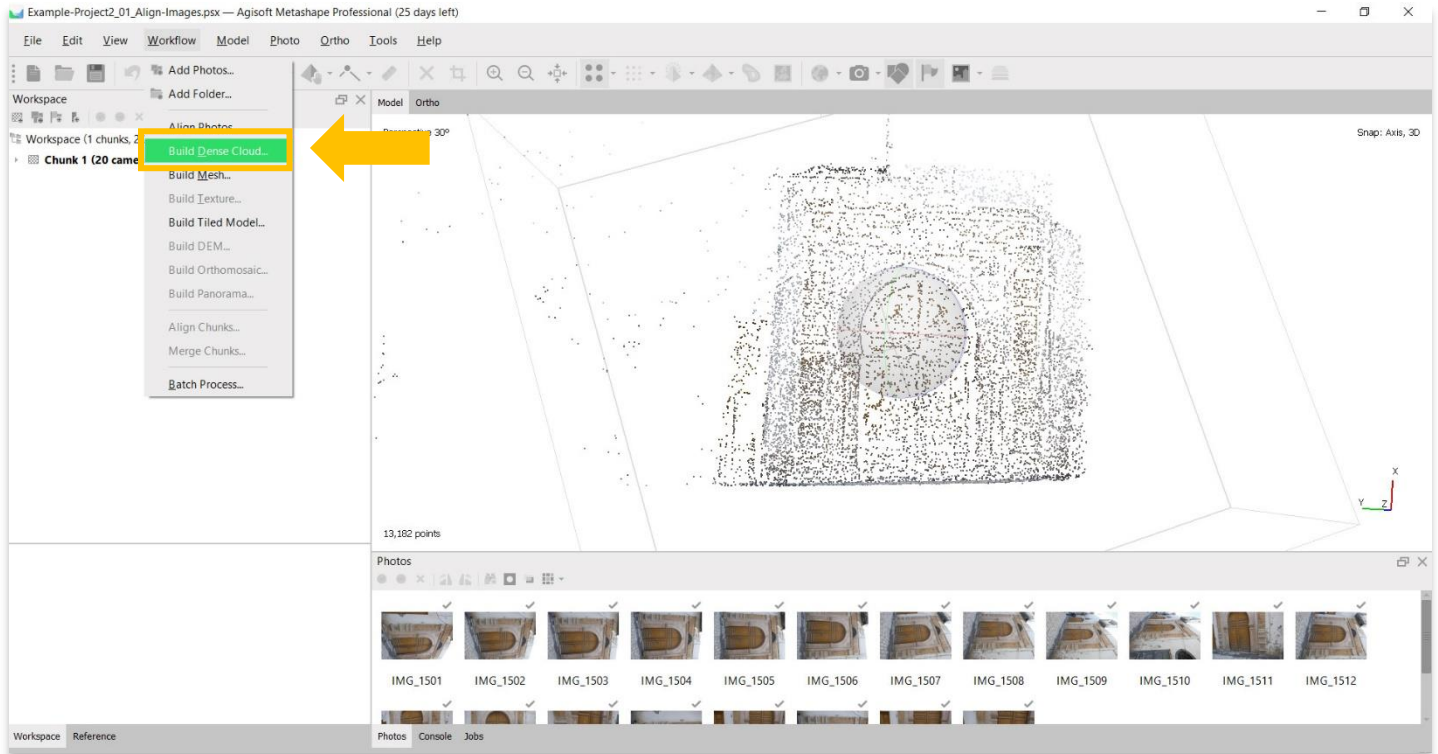 Example-Project2_01_Align-Images.psx — Agisoft Metashape Professional (25 days left)
File Edit View Workflow Model Photo Ortho Tools Help
Add Photos...
Add Folder...
Align Photos
Build Dense Cloud...
Build Mesh...
Build Texture...
Build Tiled Model...
Build DEM...
Build Orthomosaic...
Build Panorama...
Align Chunks...
Merge Chunks...
Batch Process...
Workspace
Workspace (1 chunks, 2
Chunk 1 (20 came
Model Ortho
Perspective 30°
Snap: Axis, 3D
X
Y Z
13,182 points
Photos
IMG_1501 IMG_1502 IMG_1503 IMG_1504 IMG_1505 IMG_1506 IMG_1507 IMG_1508 IMG_1509 IMG_1510 IMG_1511 IMG_1512
Workspace Reference
Photos Console Jobs